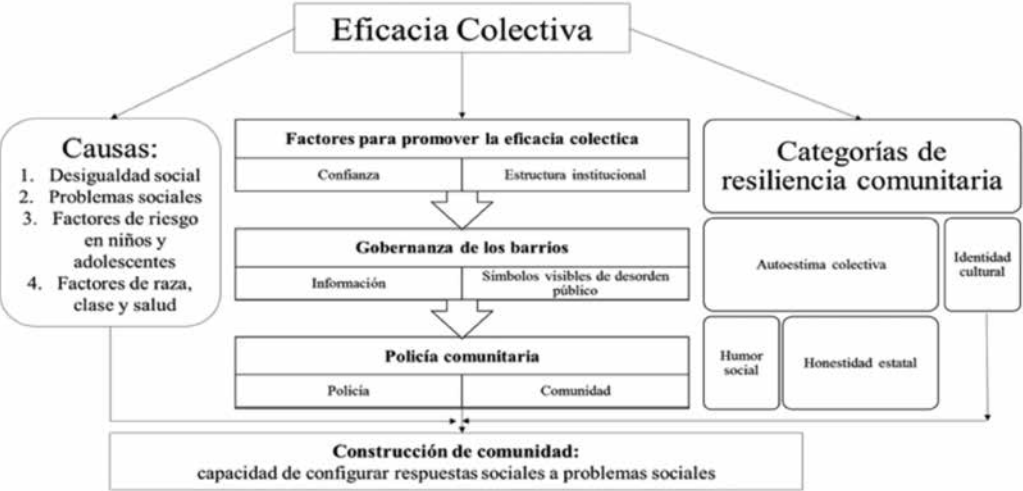 Eficacia Colectiva
Causas:
1. Desigualdad social
2. Problemas sociales
3. Factores de riesgo
en niños y
adolescentes
4. Factores de raza,
clase y salud
Factores para promover la eficacia colectica
Confianza
Estructura institucional
Gobernanza de los barrios
Información
Símbolos visibles de desorden
público
Policía comunitaria
Policía
Comunidad
Categorías de
resiliencia comunitaria
Autoestima colectiva
Identidad
cultural
Humor
social
Honestidad estatal
Construcción de comunidad:
capacidad de configurar respuestas sociales a problemas sociales